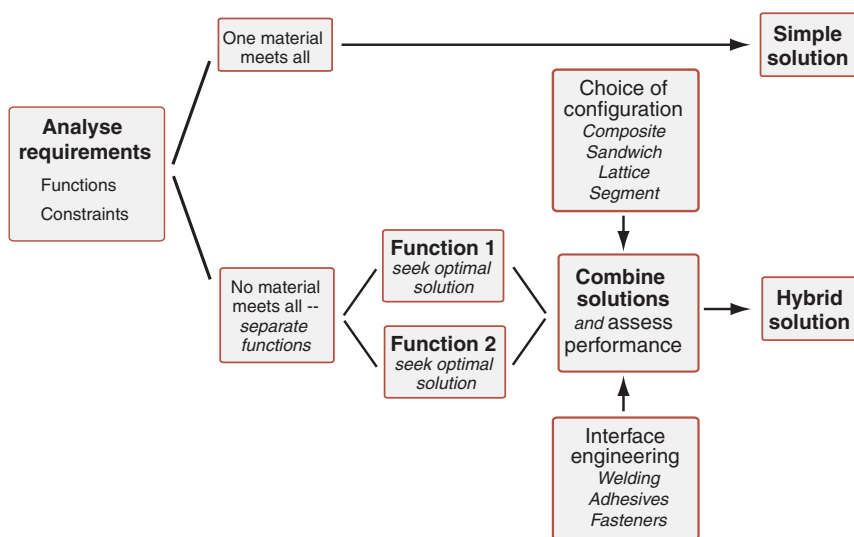 One material
meets all
Simple
solution
Analyse
requirements
Functions
Constraints
Choice of
configuration
Composite
Sandwich
Lattice
Segment
No material
meets all --
separate
functions
Function 1
seek optimal
solution
Function 2
seek optimal
solution
Combine
solutions
and assess
performance
Hybrid
solution
Interface
engineering
Welding
Adhesives
Fasteners